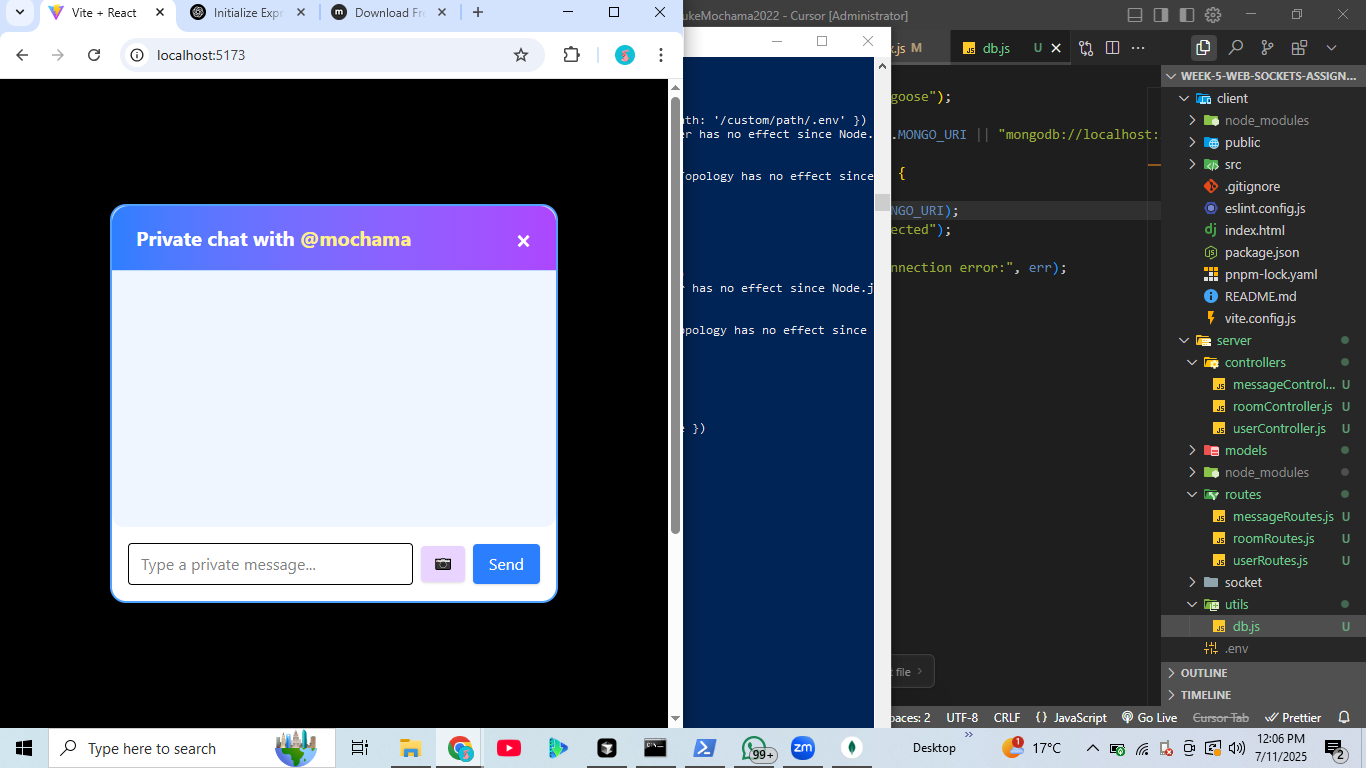 Vite + React
Initialize Expr
Download Fre
localhost:5173
Private chat with @mochama
×
Type a private message...
Send
ath: '/custom/path/.env' })
er has no effect since Node.
Topology has no effect since
r has no effect since Node.j
opology has no effect since
e })
ukeMochama2022 - Cursor [Administrator]
x.js M
db.js U
goose");
.MONGO_URI || "mongodb://localhost:
{
NGO_URI);
ected");
nnection error:", err);
file
WEEK-5-WEB-SOCKETS-ASSIGN...
client
node_modules
public
src
.gitignore
eslint.config.js
index.html
package.json
pnpm-lock.yaml
README.md
vite.config.js
server
controllers
messageControl... U
roomController.js U
userController.js U
models
node_modules
routes
messageRoutes.js U
roomRoutes.js U
userRoutes.js U
socket
utils
db.js U
.env
OUTLINE
TIMELINE
paces: 2 UTF-8 CRLF {} JavaScript Go Live Cursor Tab Prettier
Type here to search
99+
zm
Desktop
1
17°C
12:06 PM
7/11/2025
2